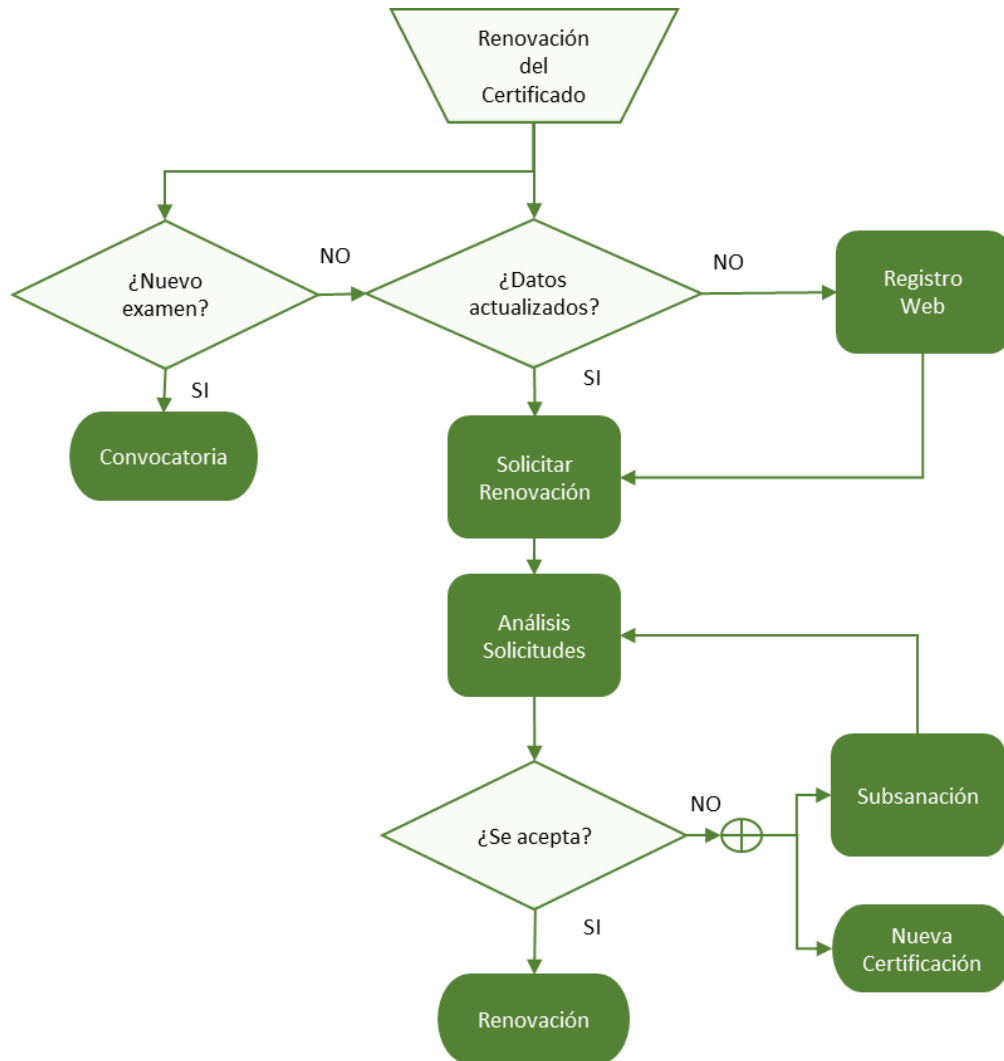 Renovación
del
Certificado
¿Nuevo
examen?
NO
¿Datos
actualizados?
NO
Registro
Web
SI
SI
Convocatoria
Solicitar
Renovación
Análisis
Solicitudes
¿Se acepta?
NO
Subsanación
SI
Nueva
Certificación
Renovación